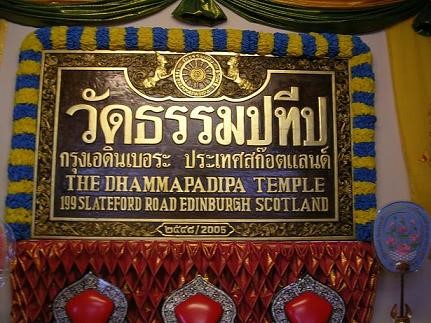 วัดธรรมปทีป
กรุงเอดินเบอระ ประเทศสก๊อตแลนด์
THE DHAMMAPADIPA TEMPLE
199 SLATEFORD ROAD EDINBURGH SCOTLAND
๒๕๔๘/2005